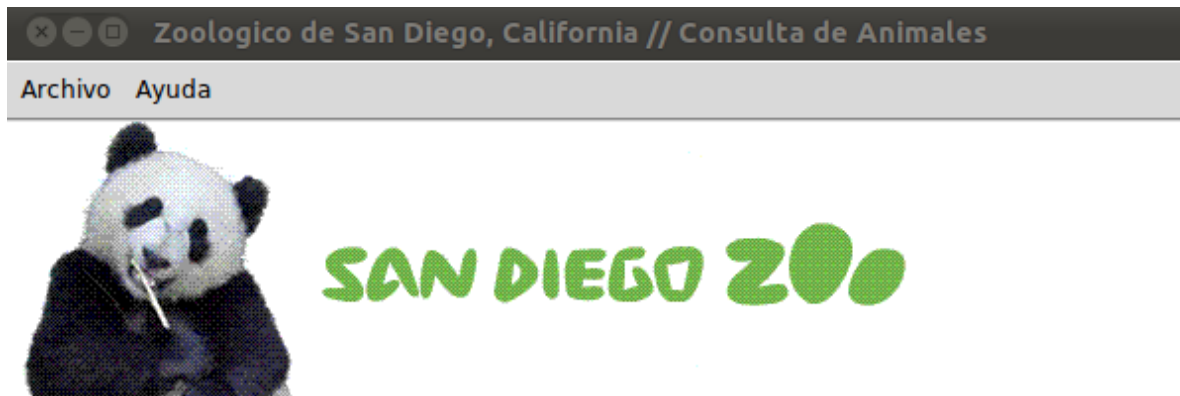 Zoologico de San Diego, California // Consulta de Animales
Archivo Ayuda
SAN DIEGO ZOO